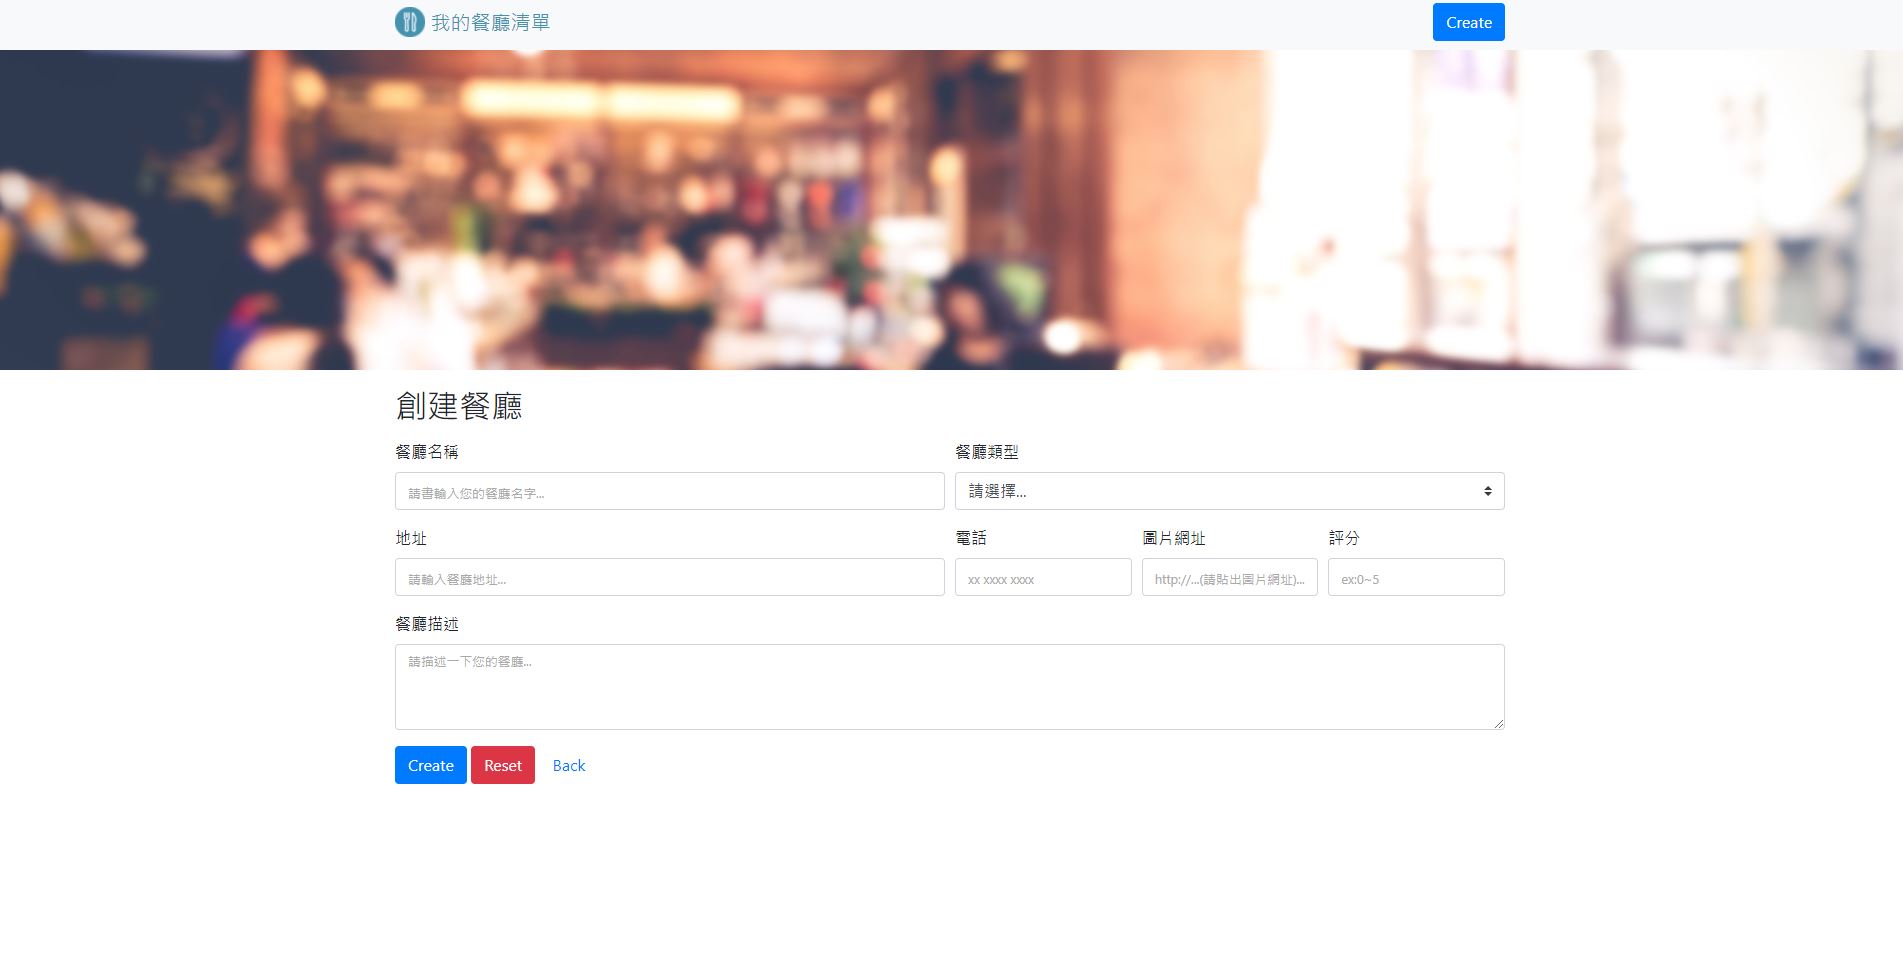 我的餐廳清單
Create
創建餐廳
餐廳名稱
餐廳類型
請書輸入您的餐廳名字...
請選擇...
地址
電話
圖片網址
評分
請輸入餐廳地址...
xx xxxx xxxx
http://...(請貼出圖片網址)...
ex:0~5
餐廳描述
請描述一下您的餐廳...
Create
Reset
Back